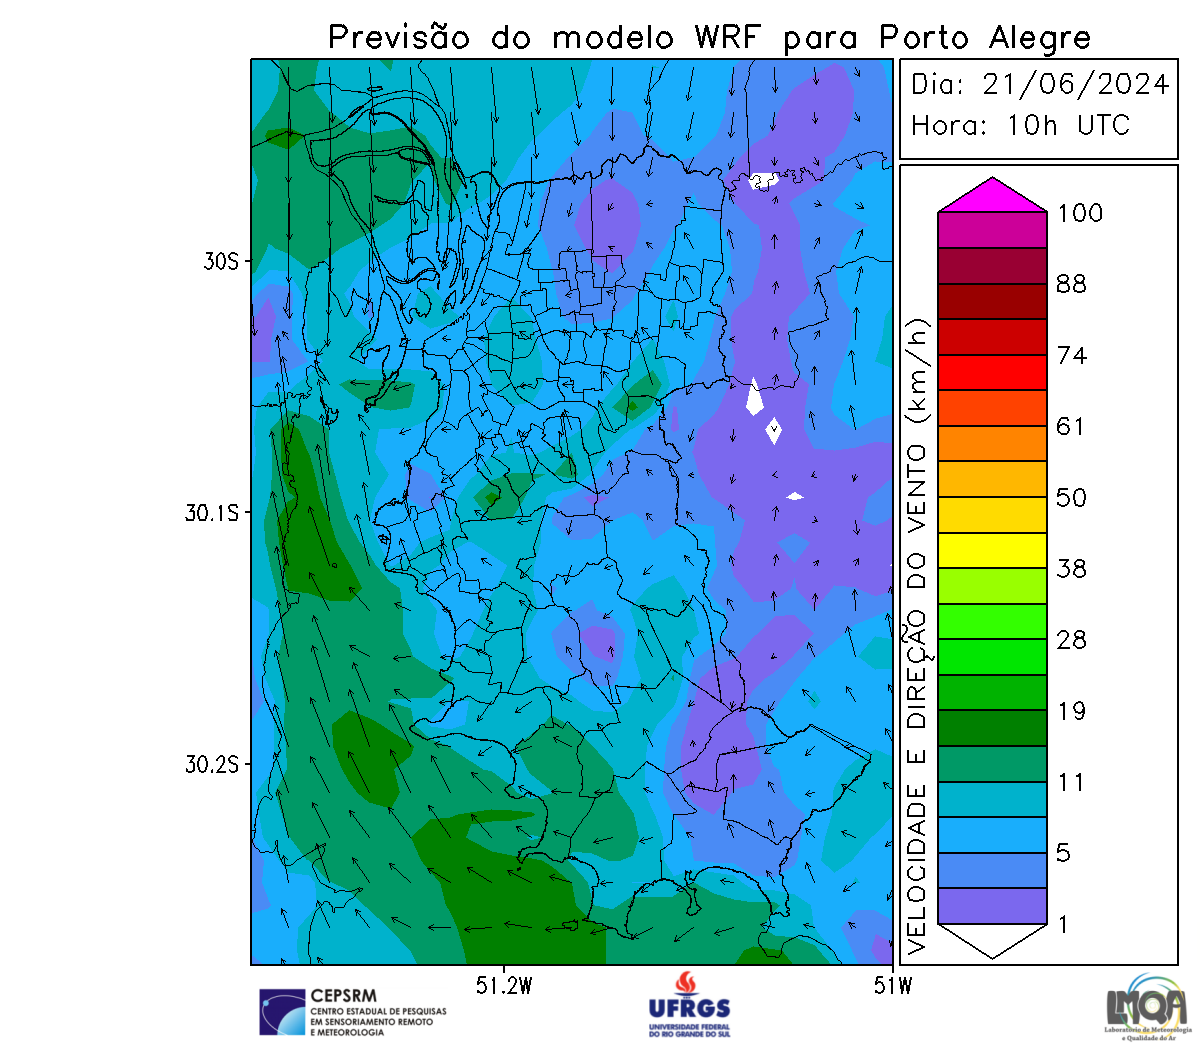 Previsão do modelo WRF para Porto Alegre
Dia: 21/06/2024
Hora: 10h UTC
30S
30.1S
30.2S
51.2W
51W
VELOCIDADE E DIREÇÃO DO VENTO (km/h)
100
88
74
61
50
38
28
19
11
5
1
CEPSRM
CENTRO ESTADUAL DE PESQUISAS
EM SENSORIAMENTO REMOTO
E METEOROLOGIA
UFRGS
UNIVERSIDADE FEDERAL
DO RIO GRANDE DO SUL
LMQA
Laboratório de Meteorologia
e Qualidade do Ar